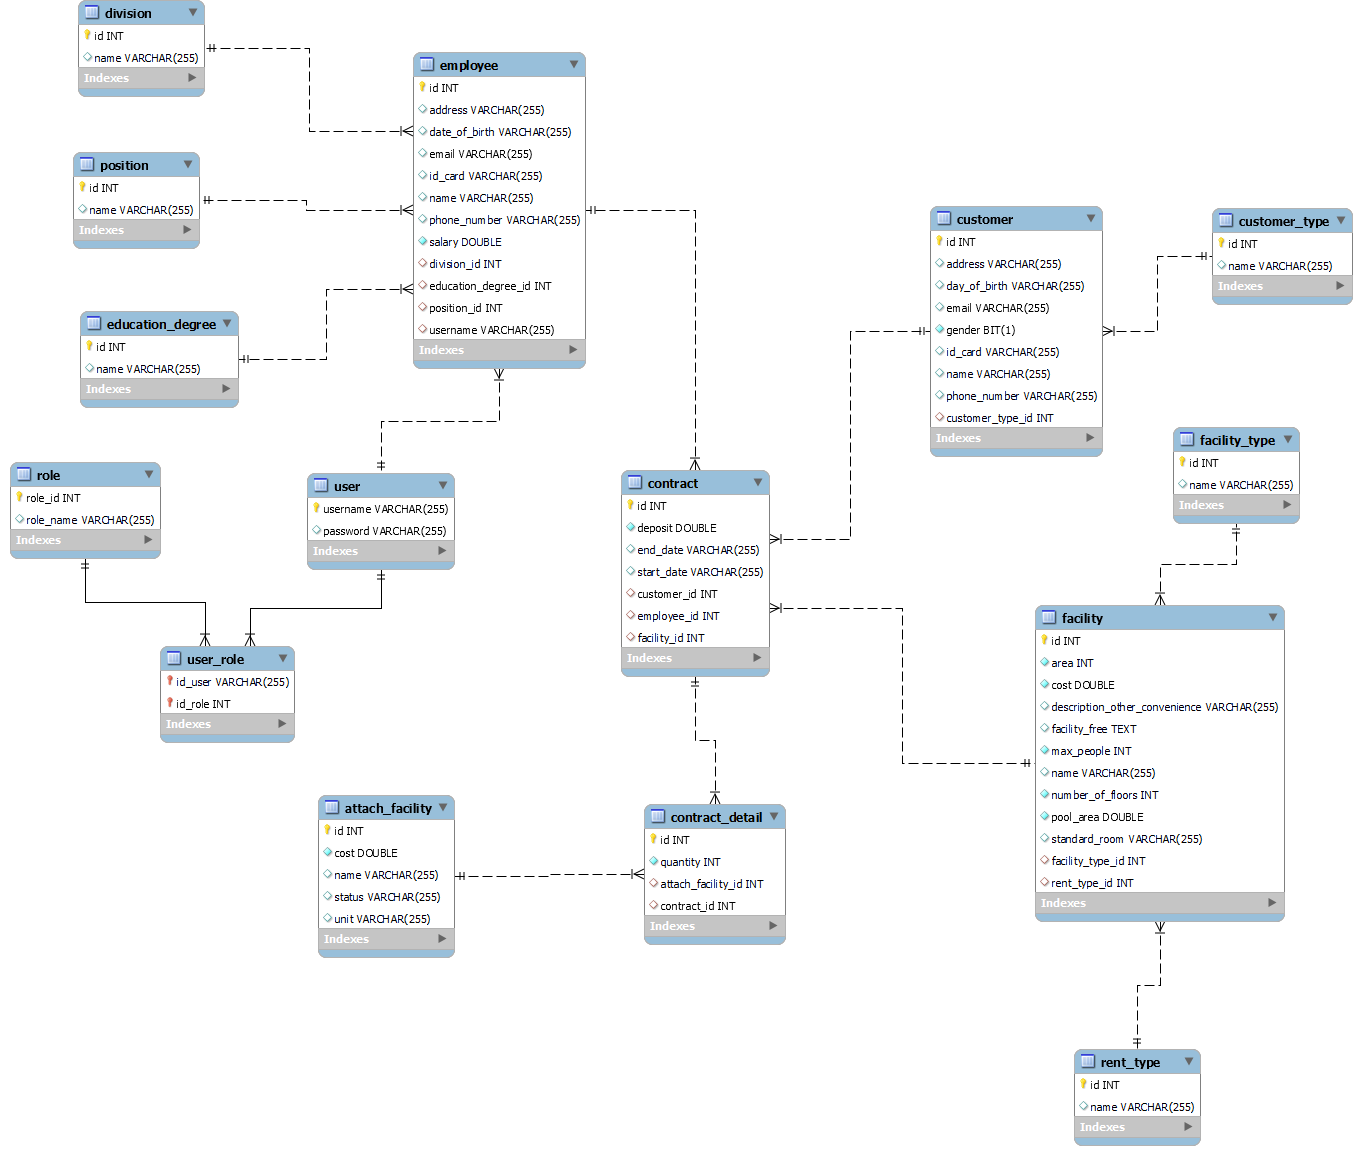 division
id INT
name VARCHAR(255)
Indexes
position
id INT
name VARCHAR(255)
Indexes
education_degree
id INT
name VARCHAR(255)
Indexes
employee
id INT
address VARCHAR(255)
date_of_birth VARCHAR(255)
email VARCHAR(255)
id_card VARCHAR(255)
name VARCHAR(255)
phone_number VARCHAR(255)
salary DOUBLE
division_id INT
education_degree_id INT
position_id INT
username VARCHAR(255)
Indexes
customer
id INT
address VARCHAR(255)
day_of_birth VARCHAR(255)
email VARCHAR(255)
gender BIT(1)
id_card VARCHAR(255)
name VARCHAR(255)
phone_number VARCHAR(255)
customer_type_id INT
Indexes
customer_type
id INT
name VARCHAR(255)
Indexes
role
role_id INT
role_name VARCHAR(255)
Indexes
user
username VARCHAR(255)
password VARCHAR(255)
Indexes
user_role
id_user VARCHAR(255)
id_role INT
Indexes
contract
id INT
deposit DOUBLE
end_date VARCHAR(255)
start_date VARCHAR(255)
customer_id INT
employee_id INT
facility_id INT
Indexes
facility_type
id INT
name VARCHAR(255)
Indexes
facility
id INT
area INT
cost DOUBLE
description_other_convenience VARCHAR(255)
facility_free TEXT
max_people INT
name VARCHAR(255)
number_of_floors INT
pool_area DOUBLE
standard_room VARCHAR(255)
facility_type_id INT
rent_type_id INT
Indexes
attach_facility
id INT
cost DOUBLE
name VARCHAR(255)
status VARCHAR(255)
unit VARCHAR(255)
Indexes
contract_detail
id INT
quantity INT
attach_facility_id INT
contract_id INT
Indexes
rent_type
id INT
name VARCHAR(255)
Indexes